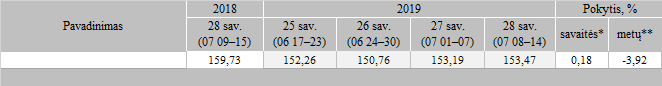 Pavadinimas 2018 2019 Pokytis, %
28 sav. (07 09–15) 25 sav. (06 17–23) 26 sav. (06 24–30) 27 sav. (07 01–07) 28 sav. (07 08–14) savaitės* metų**
159,73 152,26 150,76 153,19 153,47 0,18 -3,92